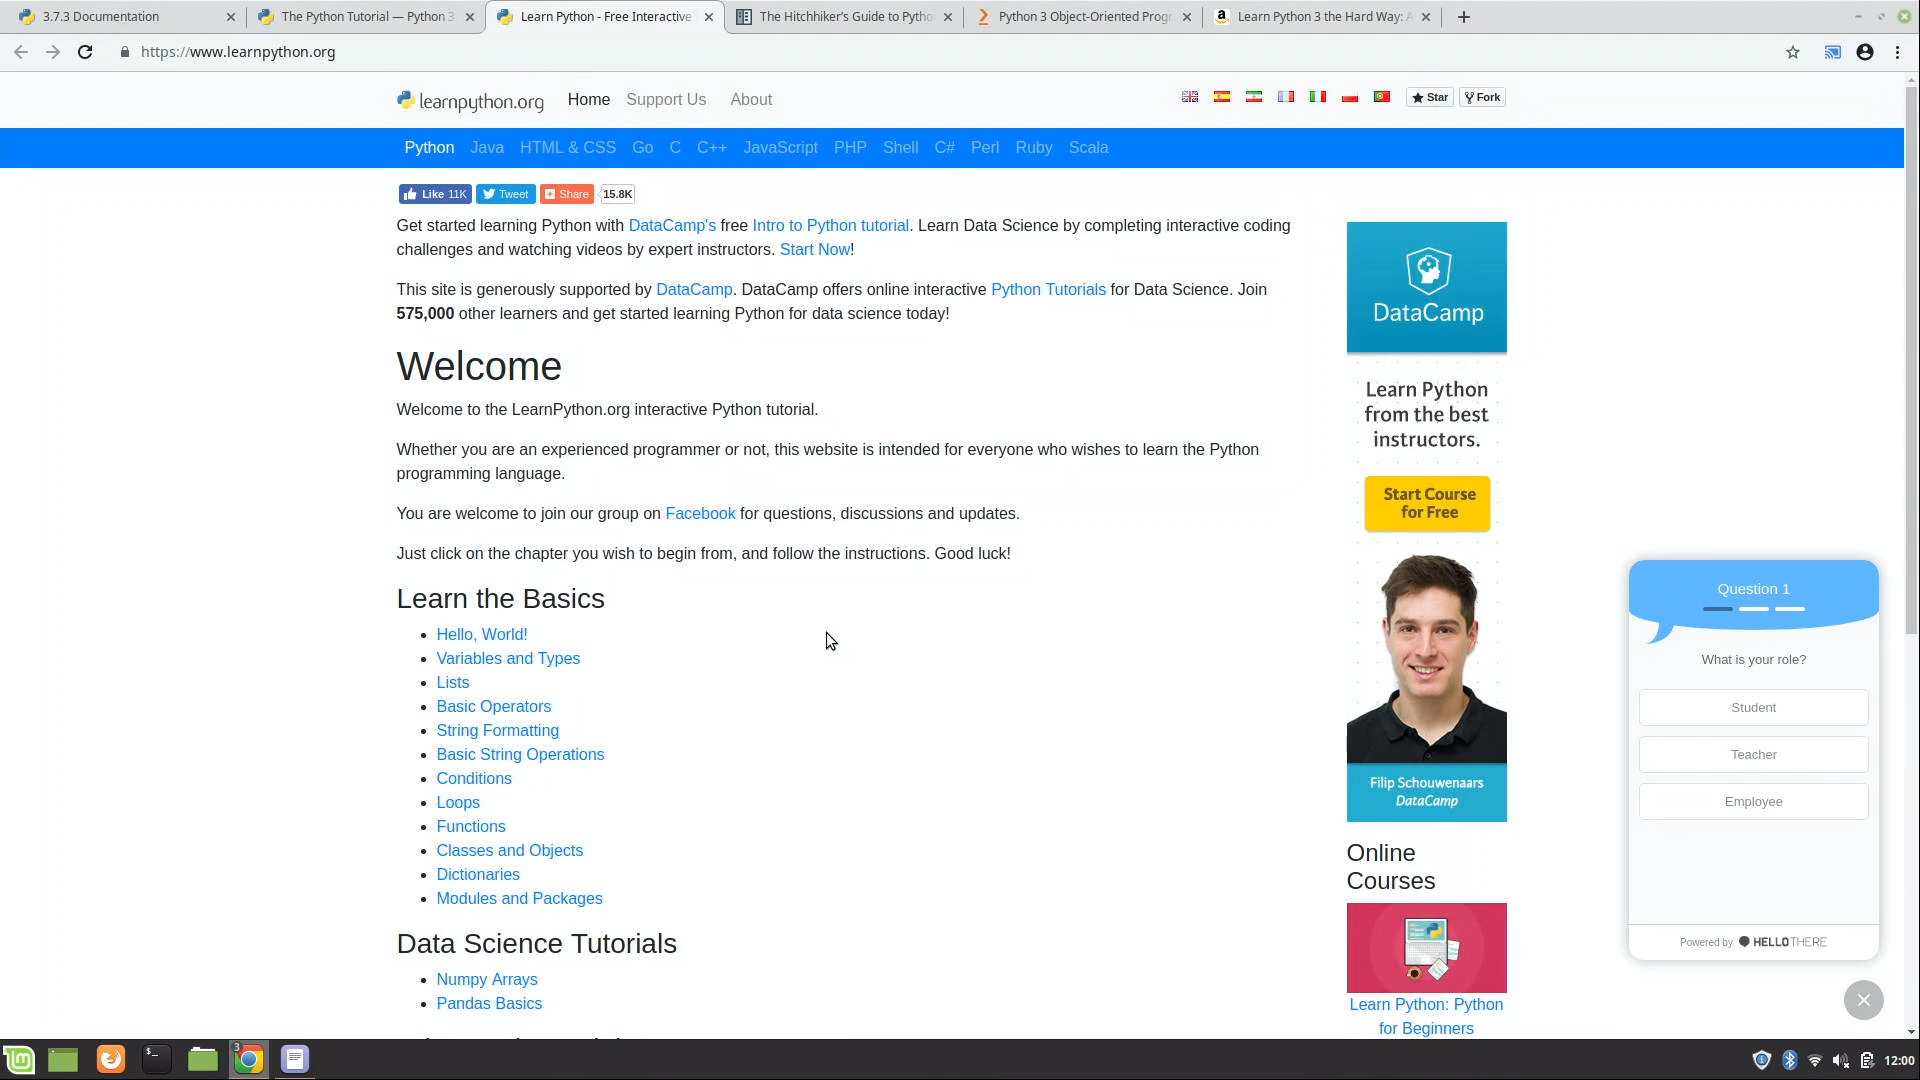 3.7.3 Documentation
The Python Tutorial — Python 3
Learn Python - Free Interactive
The Hitchhiker's Guide to Pytho
Python 3 Object-Oriented Prog
Learn Python 3 the Hard Way: A
https://www.learnpython.org
learnpython.org Home Support Us About
Star Fork
Python Java HTML & CSS Go C C++ JavaScript PHP Shell C# Perl Ruby Scala
Like 11K Tweet Share 15.8K
Get started learning Python with DataCamp's free Intro to Python tutorial. Learn Data Science by completing interactive coding
challenges and watching videos by expert instructors. Start Now!
This site is generously supported by DataCamp. DataCamp offers online interactive Python Tutorials for Data Science. Join
575,000 other learners and get started learning Python for data science today!
Welcome
Welcome to the LearnPython.org interactive Python tutorial.
Whether you are an experienced programmer or not, this website is intended for everyone who wishes to learn the Python
programming language.
You are welcome to join our group on Facebook for questions, discussions and updates.
Just click on the chapter you wish to begin from, and follow the instructions. Good luck!
Learn the Basics
Hello, World!
Variables and Types
Lists
Basic Operators
String Formatting
Basic String Operations
Conditions
Loops
Functions
Classes and Objects
Dictionaries
Modules and Packages
Data Science Tutorials
Numpy Arrays
Pandas Basics
DataCamp
Learn Python
from the best
instructors.
Start Course
for Free
Filip Schouwenaars
DataCamp
Online
Courses
Learn Python: Python
for Beginners
Question 1
What is your role?
Student
Teacher
Employee
Powered by HELLOTHERE
3
12:00